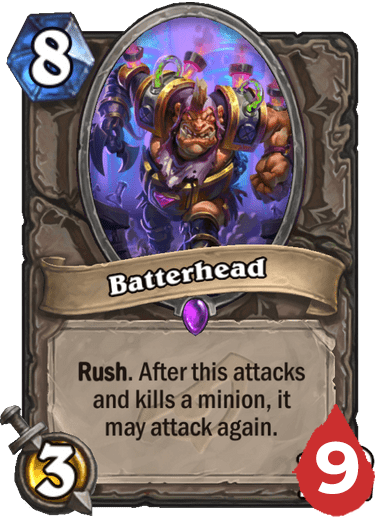 8
Batterhead
Rush. After this attacks
and kills a minion, it
may attack again.
3
9